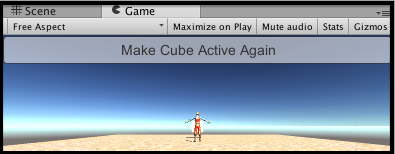 Scene Game
Free Aspect Maximize on Play Mute audio Stats Gizmos
Make Cube Active Again